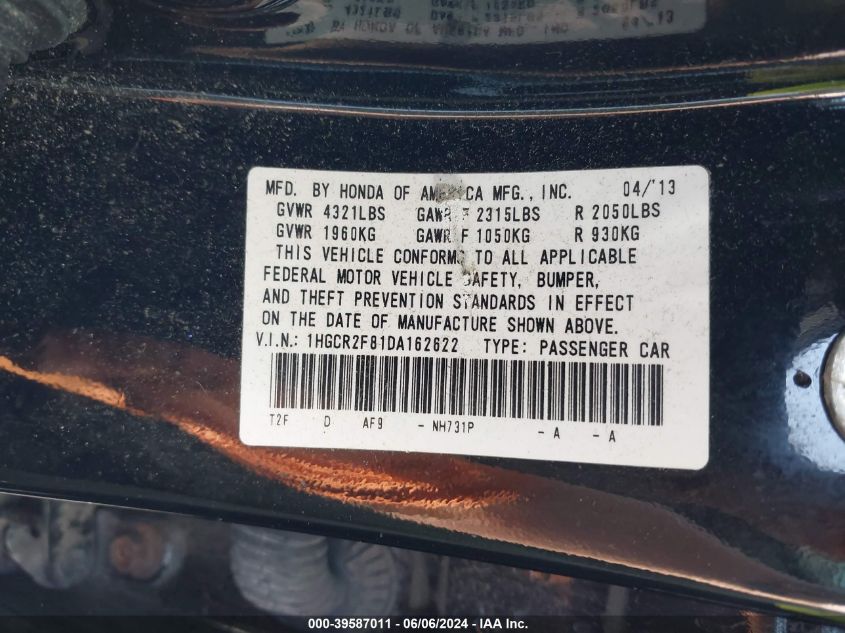 MFD. BY HONDA OF AMERICA MFG., INC. 04/'13
GVWR 4321LBS GAWR F 2315LBS R 2050LBS
GVWR 1960KG GAWR F 1050KG R 930KG
THIS VEHICLE CONFORMS TO ALL APPLICABLE
FEDERAL MOTOR VEHICLE SAFETY, BUMPER,
AND THEFT PREVENTION STANDARDS IN EFFECT
ON THE DATE OF MANUFACTURE SHOWN ABOVE.
V.I.N.: 1HGCR2F81DA162622 TYPE: PASSENGER CAR
T2F D AF9 - NH731P - A - A
000-39587011 - 06/06/2024 - IAA Inc.